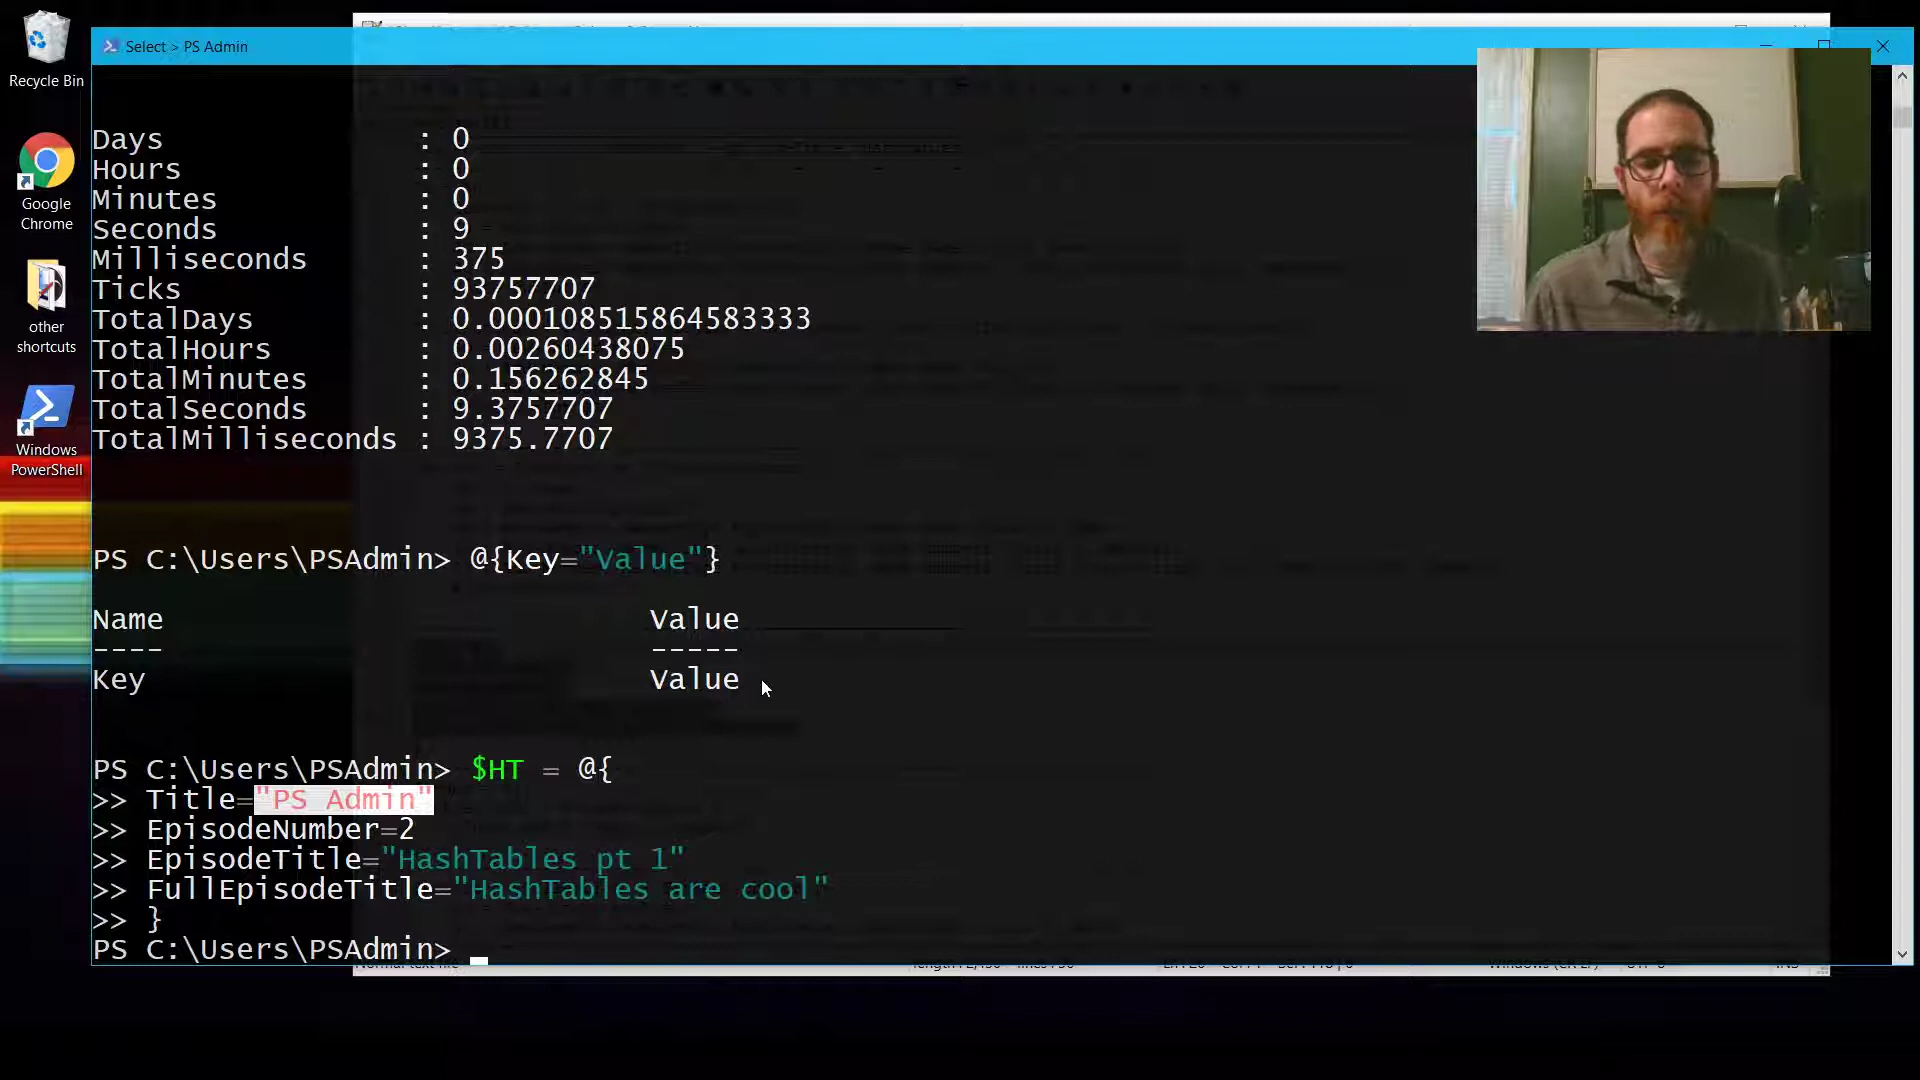 Recycle Bin
Google
Chrome
other
shortcuts
Windows
PowerShell
Select > PS Admin
Days : 0
Hours : 0
Minutes : 0
Seconds : 9
Milliseconds : 375
Ticks : 93757707
TotalDays : 0.000108515864583333
TotalHours : 0.00260438075
TotalMinutes : 0.156262845
TotalSeconds : 9.3757707
TotalMilliseconds : 9375.7707
PS C:\Users\PSAdmin> @{Key="Value"}
Name Value
---- -----
Key Value
PS C:\Users\PSAdmin> $HT = @{
>> Title="PS Admin"
>> EpisodeNumber=2
>> EpisodeTitle="HashTables pt 1"
>> FullEpisodeTitle="HashTables are cool"
>> }
PS C:\Users\PSAdmin>